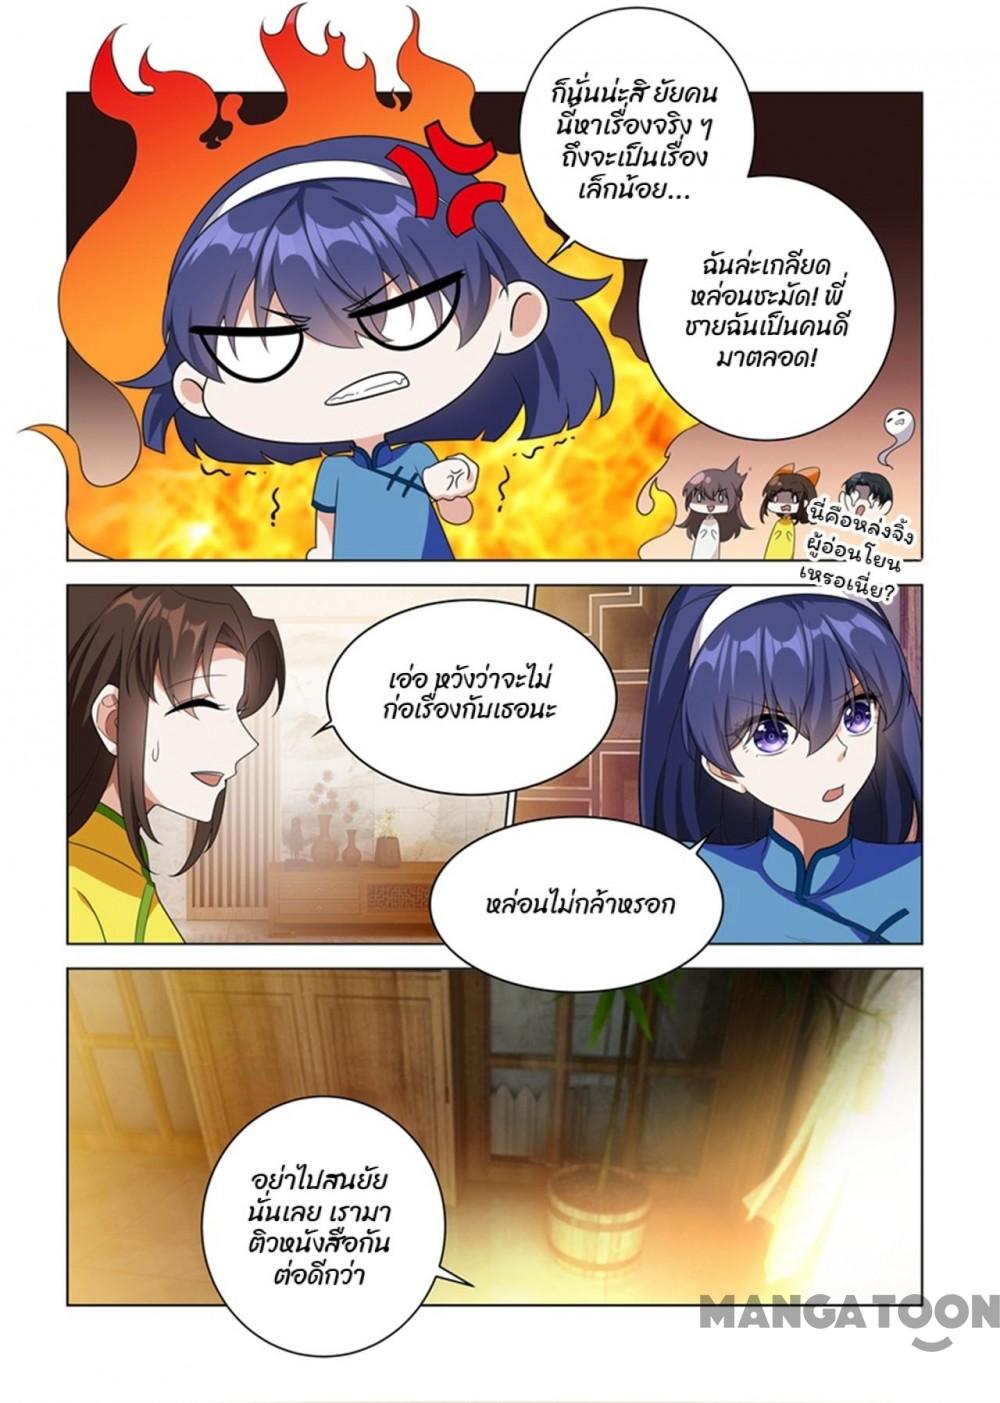 ก็นั่นน่ะสิ ยัยคน
นี้หาเรื่องจริง ๆ
ถึงจะเป็นเรื่อง
เล็กน้อย...
ฉันล่ะเกลียด
หล่อนชะมัด! พี่
ชายฉันเป็นคนดี
มาตลอด!
นี่คือหล่งจิ้ง
ผู้อ่อนโยน
เหรอเนี่ย?
เอ่อ หวังว่าจะไม่
ก่อเรื่องกับเธอนะ
หล่อนไม่กล้าหรอก
อย่าไปสนยัย
นั่นเลย เรามา
ติวหนังสือกัน
ต่อดีกว่า
MANGATOON